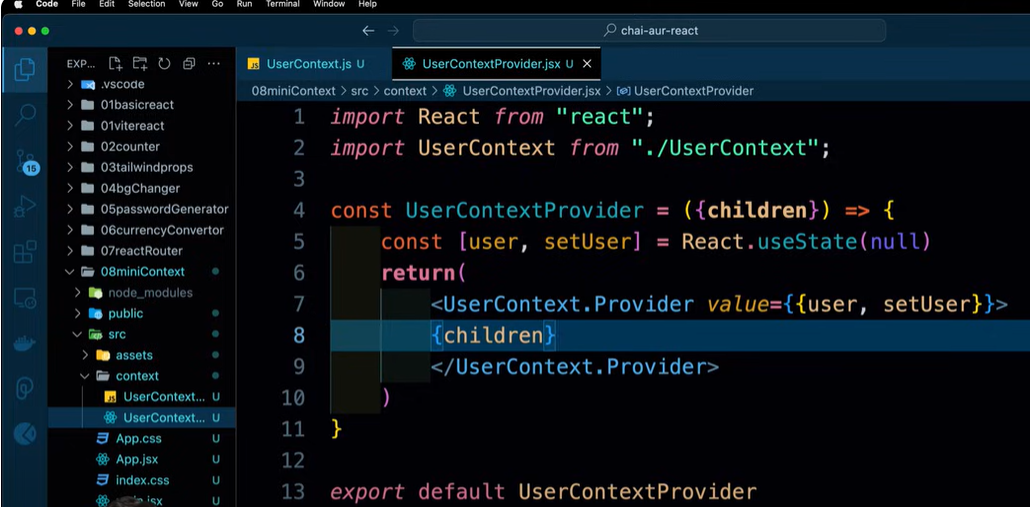 Code File Edit Selection View Go Run Terminal Window Help
chai-aur-react
EXP... ...
UserContext.js U
UserContextProvider.jsx U
08miniContext > src > context > UserContextProvider.jsx > UserContextProvider
.vscode
01basicreact
01vitereact
02counter
03tailwindprops
04bgChanger
05passwordGenerator
06currencyConvertor
07reactRouter
08miniContext
node_modules
public
src
assets
context
UserContext... U
UserContext... U
App.css U
App.jsx U
index.css U
.jsx U
15
1 import React from "react";
2 import UserContext from "./UserContext";
3
4 const UserContextProvider = ({children}) => {
5 const [user, setUser] = React.useState(null)
6 return(
7 <UserContext.Provider value={{user, setUser}}>
8 {children}
9 </UserContext.Provider>
10 )
11 }
12
13 export default UserContextProvider